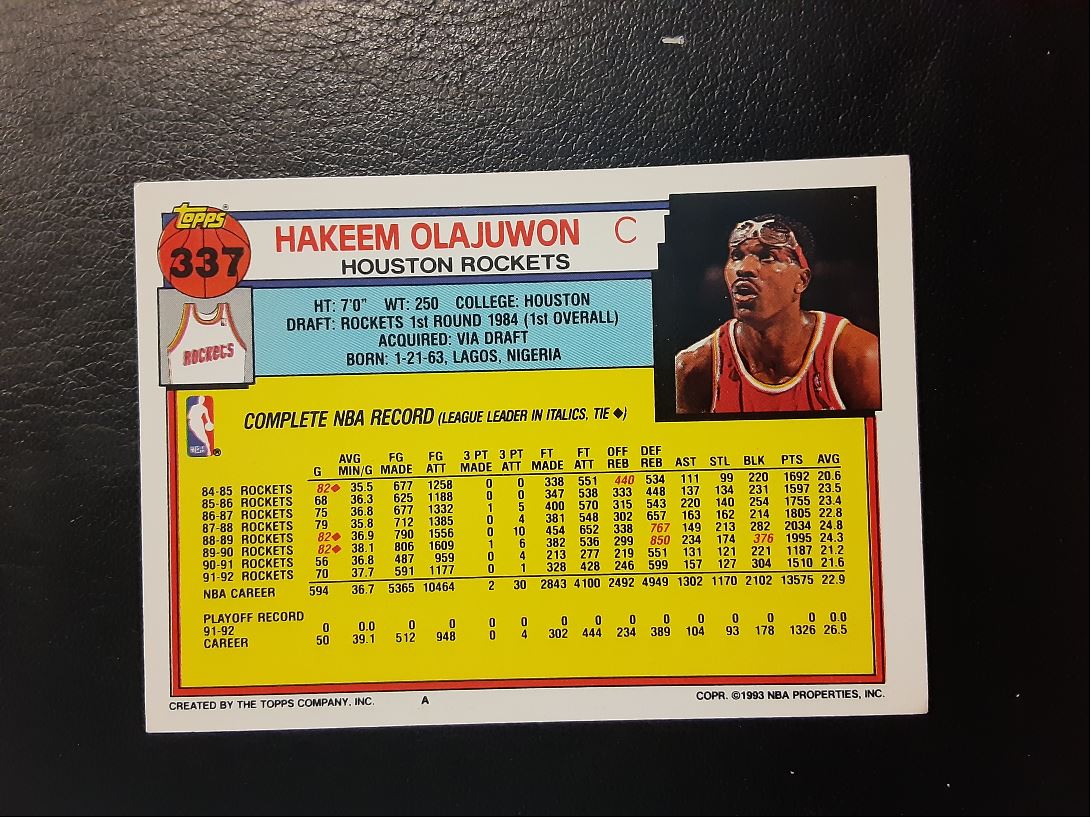 TOPPS ®
337
HAKEEM OLAJUWON C
HOUSTON ROCKETS
ROCKETS
HT: 7'0" WT: 250 COLLEGE: HOUSTON
DRAFT: ROCKETS 1st ROUND 1984 (1st OVERALL)
ACQUIRED: VIA DRAFT
BORN: 1-21-63, LAGOS, NIGERIA
NBA ®
COMPLETE NBA RECORD (LEAGUE LEADER IN ITALICS, TIE ◆)
AVG FG FG 3 PT 3 PT FT FT OFF DEF
G MIN/G MADE ATT MADE ATT MADE ATT REB REB AST STL BLK PTS AVG
84-85 ROCKETS 82◆ 35.5 677 1258 0 0 338 551 440 534 111 99 220 1692 20.6
85-86 ROCKETS 68 36.3 625 1188 0 0 347 538 333 448 137 134 231 1597 23.5
86-87 ROCKETS 75 36.8 677 1332 1 5 400 570 315 543 220 140 254 1755 23.4
87-88 ROCKETS 79 35.8 712 1385 0 4 381 548 302 657 163 162 214 1805 22.8
88-89 ROCKETS 82◆ 36.9 790 1556 0 10 454 652 338 767 149 213 282 2034 24.8
89-90 ROCKETS 82◆ 38.1 806 1609 1 6 382 536 299 850 234 174 376 1995 24.3
90-91 ROCKETS 56 36.8 487 959 0 4 213 277 219 551 131 121 221 1187 21.2
91-92 ROCKETS 70 37.7 591 1177 0 1 328 428 246 599 157 127 304 1510 21.6
NBA CAREER 594 36.7 5365 10464 2 30 2843 4100 2492 4949 1302 1170 2102 13575 22.9
PLAYOFF RECORD
91-92 0 0.0 0 0 0 0 0 0 0 0 0 0 0 0 0.0
CAREER 50 39.1 512 948 0 4 302 444 234 389 104 93 178 1326 26.5
CREATED BY THE TOPPS COMPANY, INC. A COPR. ©1993 NBA PROPERTIES, INC.